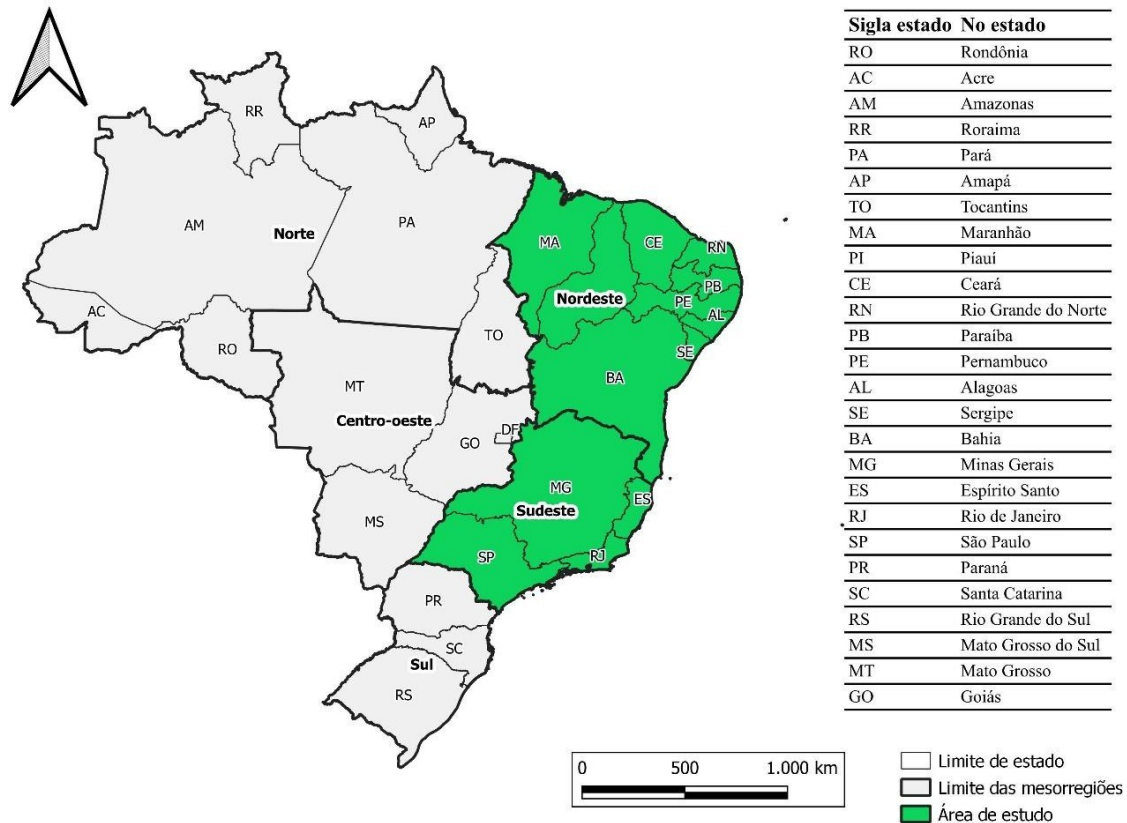 Sigla estado No estado
RO Rondônia
AC Acre
AM Amazonas
RR Roraima
PA Pará
AP Amapá
TO Tocantins
MA Maranhão
PI Piauí
CE Ceará
RN Rio Grande do Norte
PB Paraíba
PE Pernambuco
AL Alagoas
SE Sergipe
BA Bahia
MG Minas Gerais
ES Espírito Santo
RJ Rio de Janeiro
SP São Paulo
PR Paraná
SC Santa Catarina
RS Rio Grande do Sul
MS Mato Grosso do Sul
MT Mato Grosso
GO Goiás
RR
AP
AM
Norte
PA
MA
CE
RN
PB
Nordeste
PE
AL
AC
RO
TO
SE
MT
BA
Centro-oeste
GO
DF
MG
ES
Sudeste
MS
SP
RJ
PR
SC
Sul
RS
0 500 1.000 km
Limite de estado
Limite das mesorregiões
Área de estudo